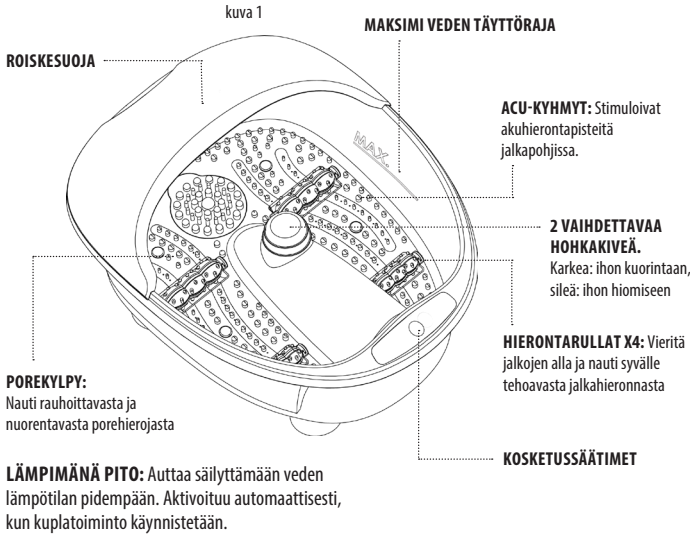 kuva 1
MAKSIMI VEDEN TÄYTTÖRAJA
ROISKESUOJA
ACU-KYHMYT: Stimuloivat
akuhierontapisteitä
jalkapohjissa.
MAX.
2 VAIHDETTAVAA
HOHKAKIVEÄ.
Karkea: ihon kuorintaan,
sileä: ihon hiomiseen
HIERONTARULLAT X4: Vieritä
jalkojen alla ja nauti syvälle
tehoavasta jalkahieronnasta
POREKYLPY:
Nauti rauhoittavasta ja
nuorentavasta porehierojasta
KOSKETUSSÄÄTIMET
LÄMPIMÄNÄ PITO: Auttaa säilyttämään veden
lämpötilan pidempään. Aktivoituu automaattisesti,
kun kuplatoiminto käynnistetään.